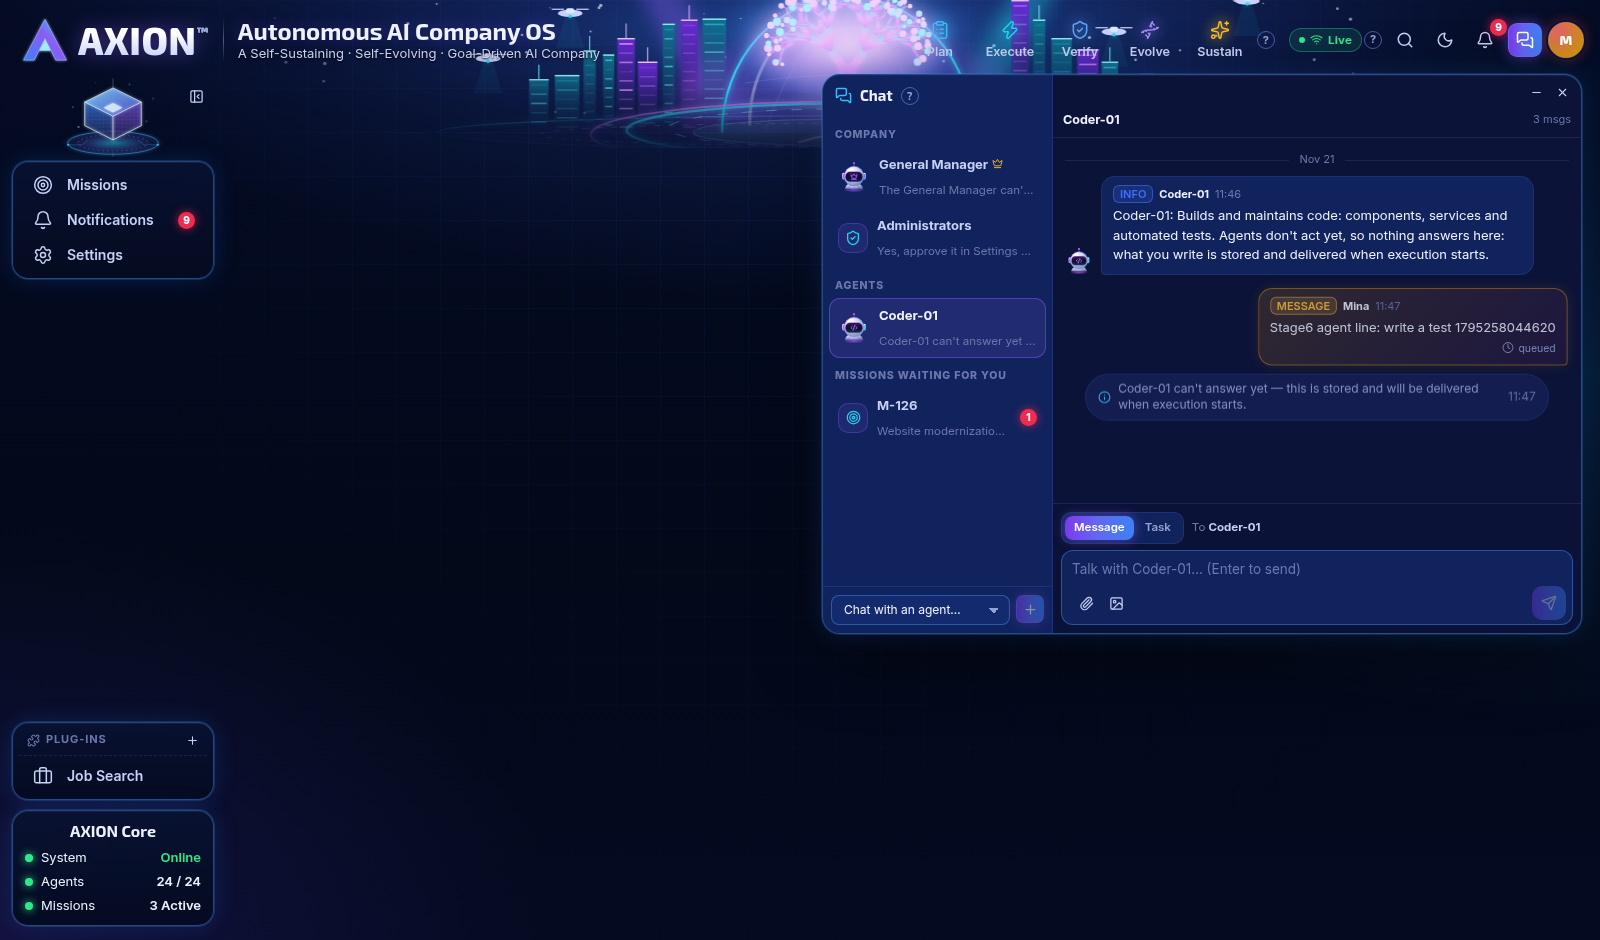 AXION™
Autonomous AI Company OS
A Self-Sustaining · Self-Evolving · Goal-Driven AI Company
Plan
Execute
Verify
Evolve
Sustain
?
Live
?
9
M
Missions
Notifications
9
Settings
PLUG-INS
+
Job Search
AXION Core
System Online
Agents 24 / 24
Missions 3 Active
Chat ?
COMPANY
General Manager
The General Manager can'...
Administrators
Yes, approve it in Settings ...
AGENTS
Coder-01
Coder-01 can't answer yet ...
MISSIONS WAITING FOR YOU
M-126
Website modernizatio...
1
Chat with an agent...
+
Coder-01
3 msgs
Nov 21
INFO Coder-01 11:46
Coder-01: Builds and maintains code: components, services and
automated tests. Agents don't act yet, so nothing answers here:
what you write is stored and delivered when execution starts.
MESSAGE Mina 11:47
Stage6 agent line: write a test 1795258044620
queued
Coder-01 can't answer yet — this is stored and will be delivered
when execution starts.
11:47
Message Task To Coder-01
Talk with Coder-01... (Enter to send)